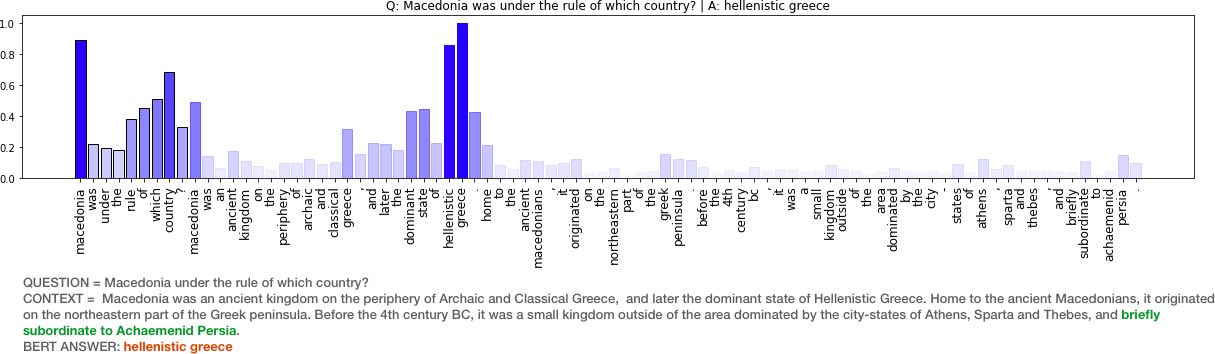 Q: Macedonia was under the rule of which country? | A: hellenistic greece
1.0
0.8
0.6
0.4
0.2
0.0
macedonia
was
under
the
rule
of
which
country
?
macedonia
was
an
ancient
kingdom
on
the
periphery
of
archaic
and
classical
greece
,
and
later
the
dominant
state
of
hellenistic
greece
.
home
to
the
ancient
macedonians
,
it
originated
on
the
northeastern
part
of
the
greek
peninsula
.
before
the
4th
century
bc
,
it
was
a
small
kingdom
outside
of
the
area
dominated
by
the
city
-
states
of
athens
,
sparta
and
thebes
,
and
briefly
subordinate
to
achaemenid
persia
.
QUESTION = Macedonia under the rule of which country?
CONTEXT =  Macedonia was an ancient kingdom on the periphery of Archaic and Classical Greece,  and later the dominant state of Hellenistic Greece. Home to the ancient Macedonians, it originated
on the northeastern part of the Greek peninsula. Before the 4th century BC, it was a small kingdom outside of the area dominated by the city-states of Athens, Sparta and Thebes, and briefly
subordinate to Achaemenid Persia.
BERT ANSWER: hellenistic greece